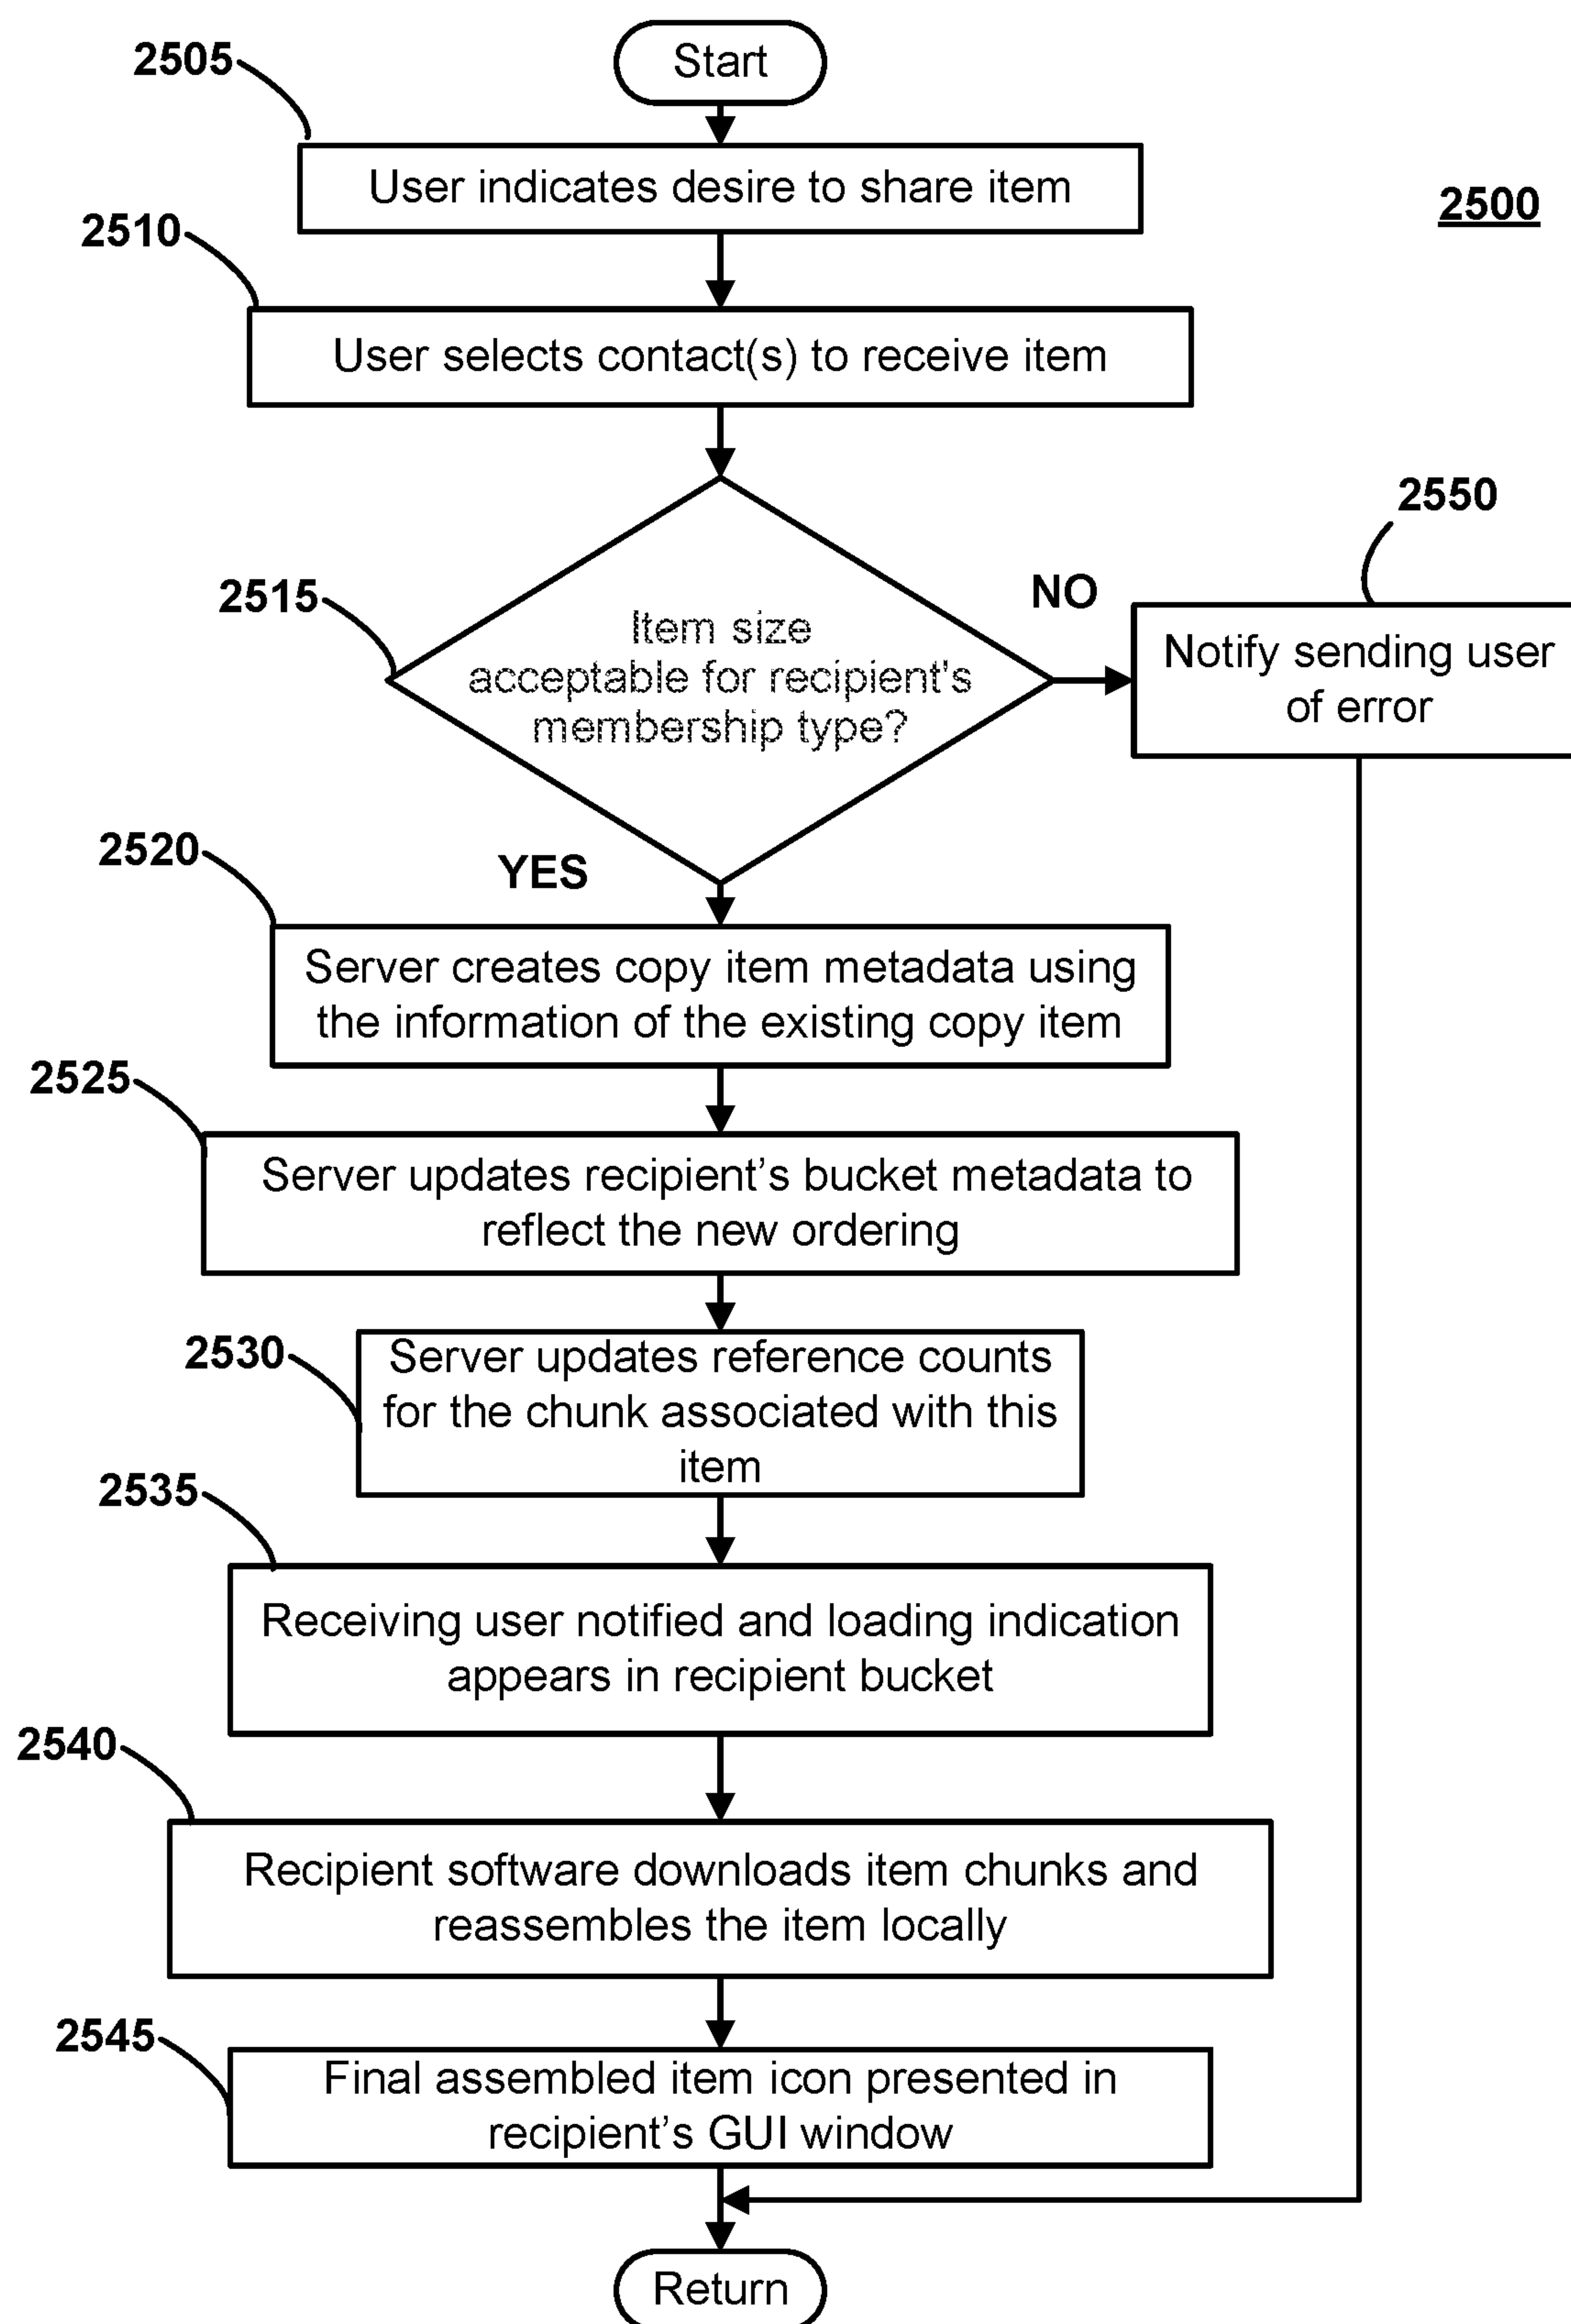 Start
2505
User indicates desire to share item
2500
2510
User selects contact(s) to receive item
2550
2515
Item size
acceptable for recipient's
membership type?
NO
Notify sending user
of error
YES
2520
Server creates copy item metadata using
the information of the existing copy item
2525
Server updates recipient's bucket metadata to
reflect the new ordering
2530
Server updates reference counts
for the chunk associated with this
item
2535
Receiving user notified and loading indication
appears in recipient bucket
2540
Recipient software downloads item chunks and
reassembles the item locally
2545
Final assembled item icon presented in
recipient's GUI window
Return